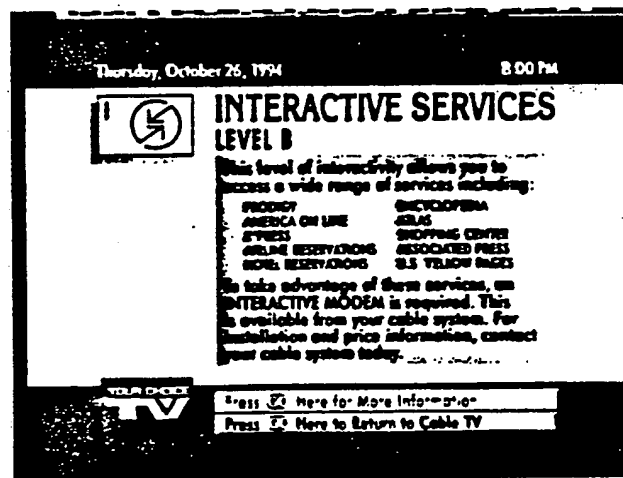 Thursday, October 26, 1994 8:00 PM
INTERACTIVE SERVICES
LEVEL B
This level of interactivity allows you to
access a wide range of services including:
PRODIGY ENCYCLOPEDIA
AMERICA ON LINE ATLAS
X*PRESS SHOPPING CENTER
AIRLINE RESERVATIONS ASSOCIATED PRESS
HOTEL RESERVATIONS U.S. YELLOW PAGES
To take advantage of these services, an
INTERACTIVE MODEM is required. This
is available from your cable system. For
installation and price information, contact
your cable system today.
YOUR CHOICE
TV
Press Here for More Information
Press Here to Return to Cable TV